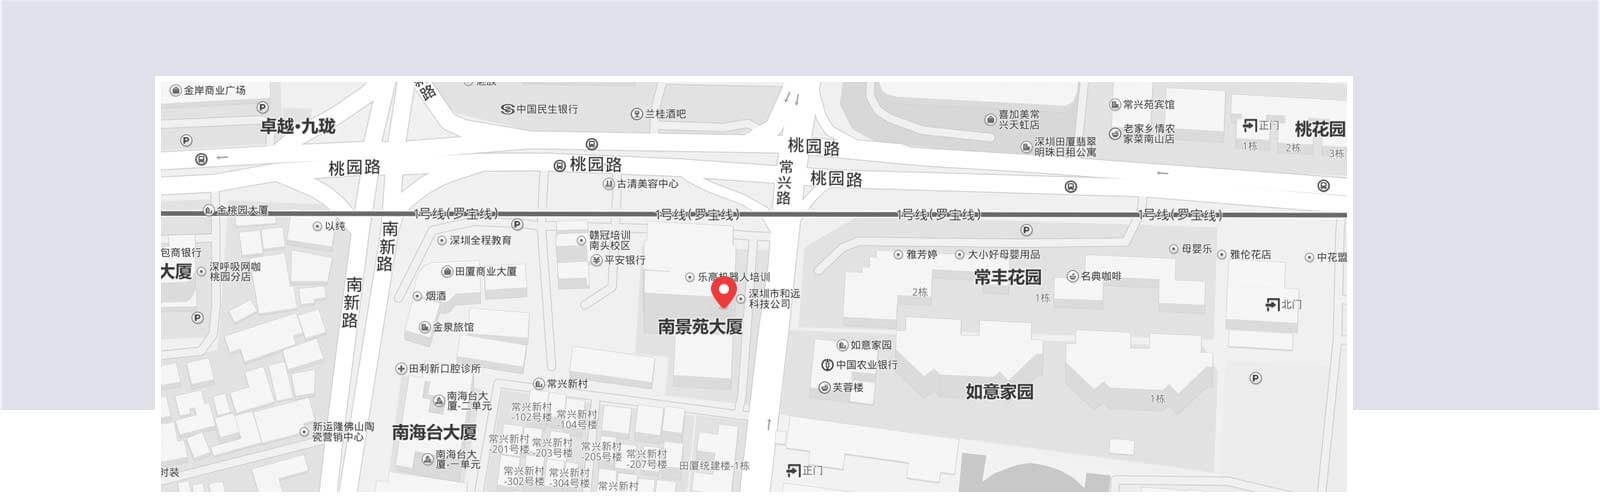 金岸商业广场
卓越·九珑
路
中国民生银行
兰桂酒吧
喜加美常
兴天虹店
常兴苑宾馆
老家乡情农
家菜南山店
深圳田厦翡翠
明珠日租公寓
正门
桃花园
1栋
2栋
3栋
桃园路
桃园路
桃园路
桃园路
常兴路
古清美容中心
金桃园大厦
1号线(罗宝线)
1号线(罗宝线)
1号线(罗宝线)
1号线(罗宝线)
以纯
南新路
南新路
深圳全程教育
赣冠培训
南头校区
平安银行
田厦商业大厦
包商银行
大厦
深呼吸网咖
桃园分店
烟酒
金泉旅馆
乐高机器人培训
深圳市和远
科技公司
南景苑大厦
雅芳婷
大小好母婴用品
母婴乐
雅伦花店
中花盟
常丰花园
名典咖啡
2栋
1栋
北门
如意家园
中国农业银行
芙蓉楼
如意家园
1栋
田利新口腔诊所
常兴新村
南海台大
厦-二单元
南海台大厦
南海台大
厦-一单元
新运隆佛山陶
瓷营销中心
时装
常兴新村
-102号楼
常兴新村
-104号楼
常兴新村
-201号楼
常兴新村
-203号楼
常兴新村
-205号楼
常兴新村
-207号楼
常兴新村
-302号楼
常兴新村
-304号楼
常兴新村
田厦统建楼-1栋
正门
P
P
P
P
P
P